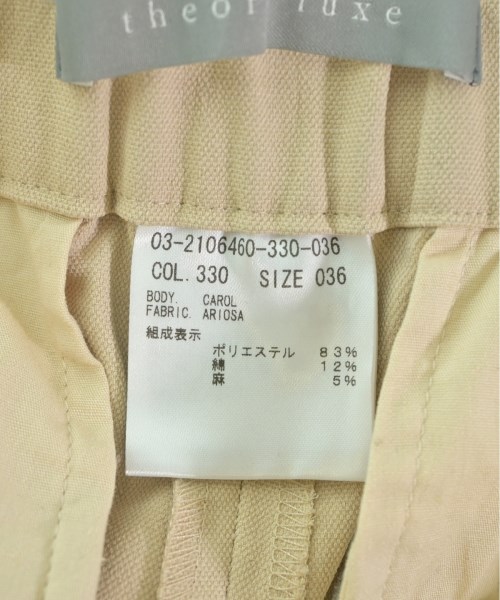 luxe
03-2106460-330-036
COL. 330 SIZE 036
BODY. CAROL
FABRIC. ARIOSA
組成表示
ポリエステル 83%
綿 12%
麻 5%